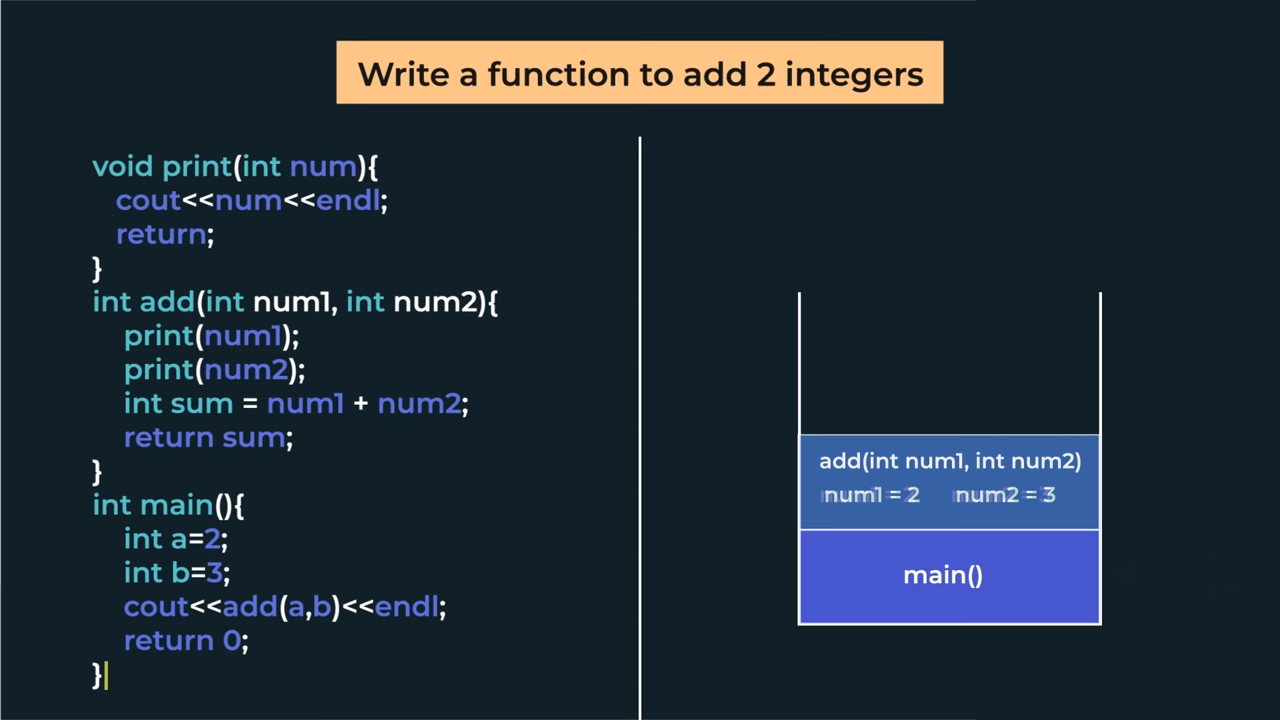 Write a function to add 2 integers
void print(int num){
cout<<num<<endl;
return;
}
int add(int num1, int num2){
print(num1);
print(num2);
int sum = num1 + num2;
return sum;
}
int main(){
int a=2;
int b=3;
cout<<add(a,b)<<endl;
return 0;
}
add(int num1, int num2)
num1 = 2 num2 = 3
main()